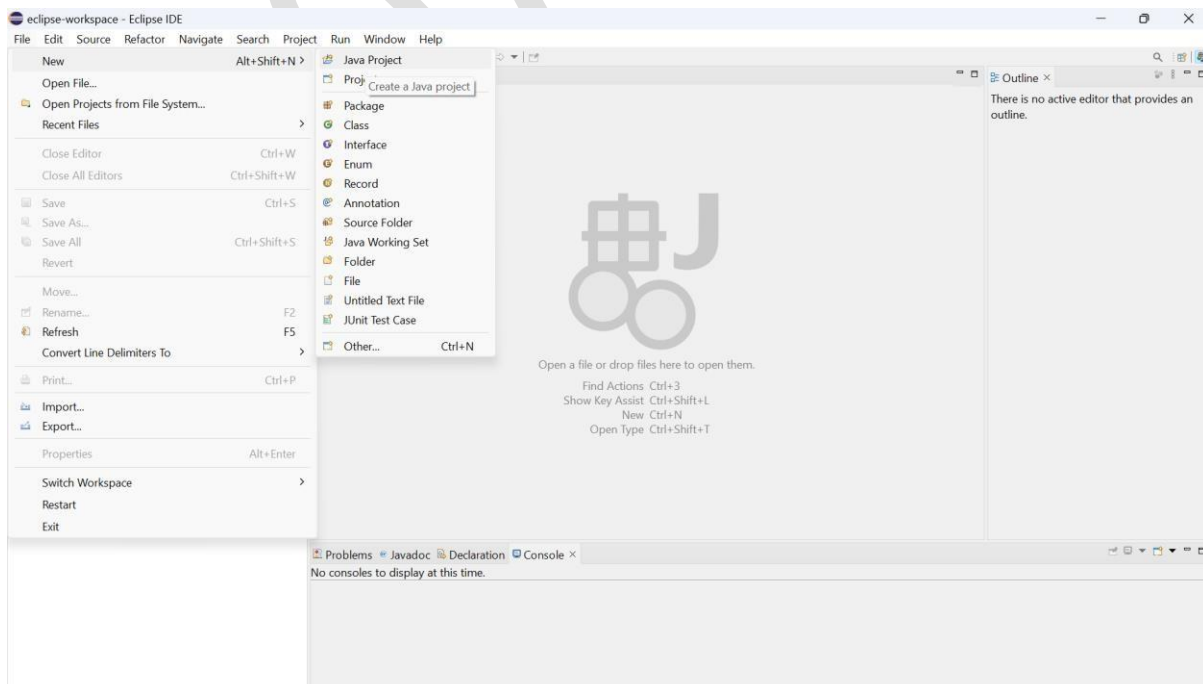 eclipse-workspace - Eclipse IDE
File Edit Source Refactor Navigate Search Project Run Window Help
New Alt+Shift+N >
Open File...
Open Projects from File System...
Recent Files >
Close Editor Ctrl+W
Close All Editors Ctrl+Shift+W
Save Ctrl+S
Save As...
Save All Ctrl+Shift+S
Revert
Move...
Rename... F2
Refresh F5
Convert Line Delimiters To >
Print... Ctrl+P
Import...
Export...
Properties Alt+Enter
Switch Workspace >
Restart
Exit
Java Project
Create a Java project
Package
Class
Interface
Enum
Record
Annotation
Source Folder
Java Working Set
Folder
File
Untitled Text File
JUnit Test Case
Other... Ctrl+N
Open a file or drop files here to open them.
Find Actions Ctrl+3
Show Key Assist Ctrl+Shift+L
New Ctrl+N
Open Type Ctrl+Shift+T
Outline
There is no active editor that provides an
outline.
Problems Javadoc Declaration Console
No consoles to display at this time.